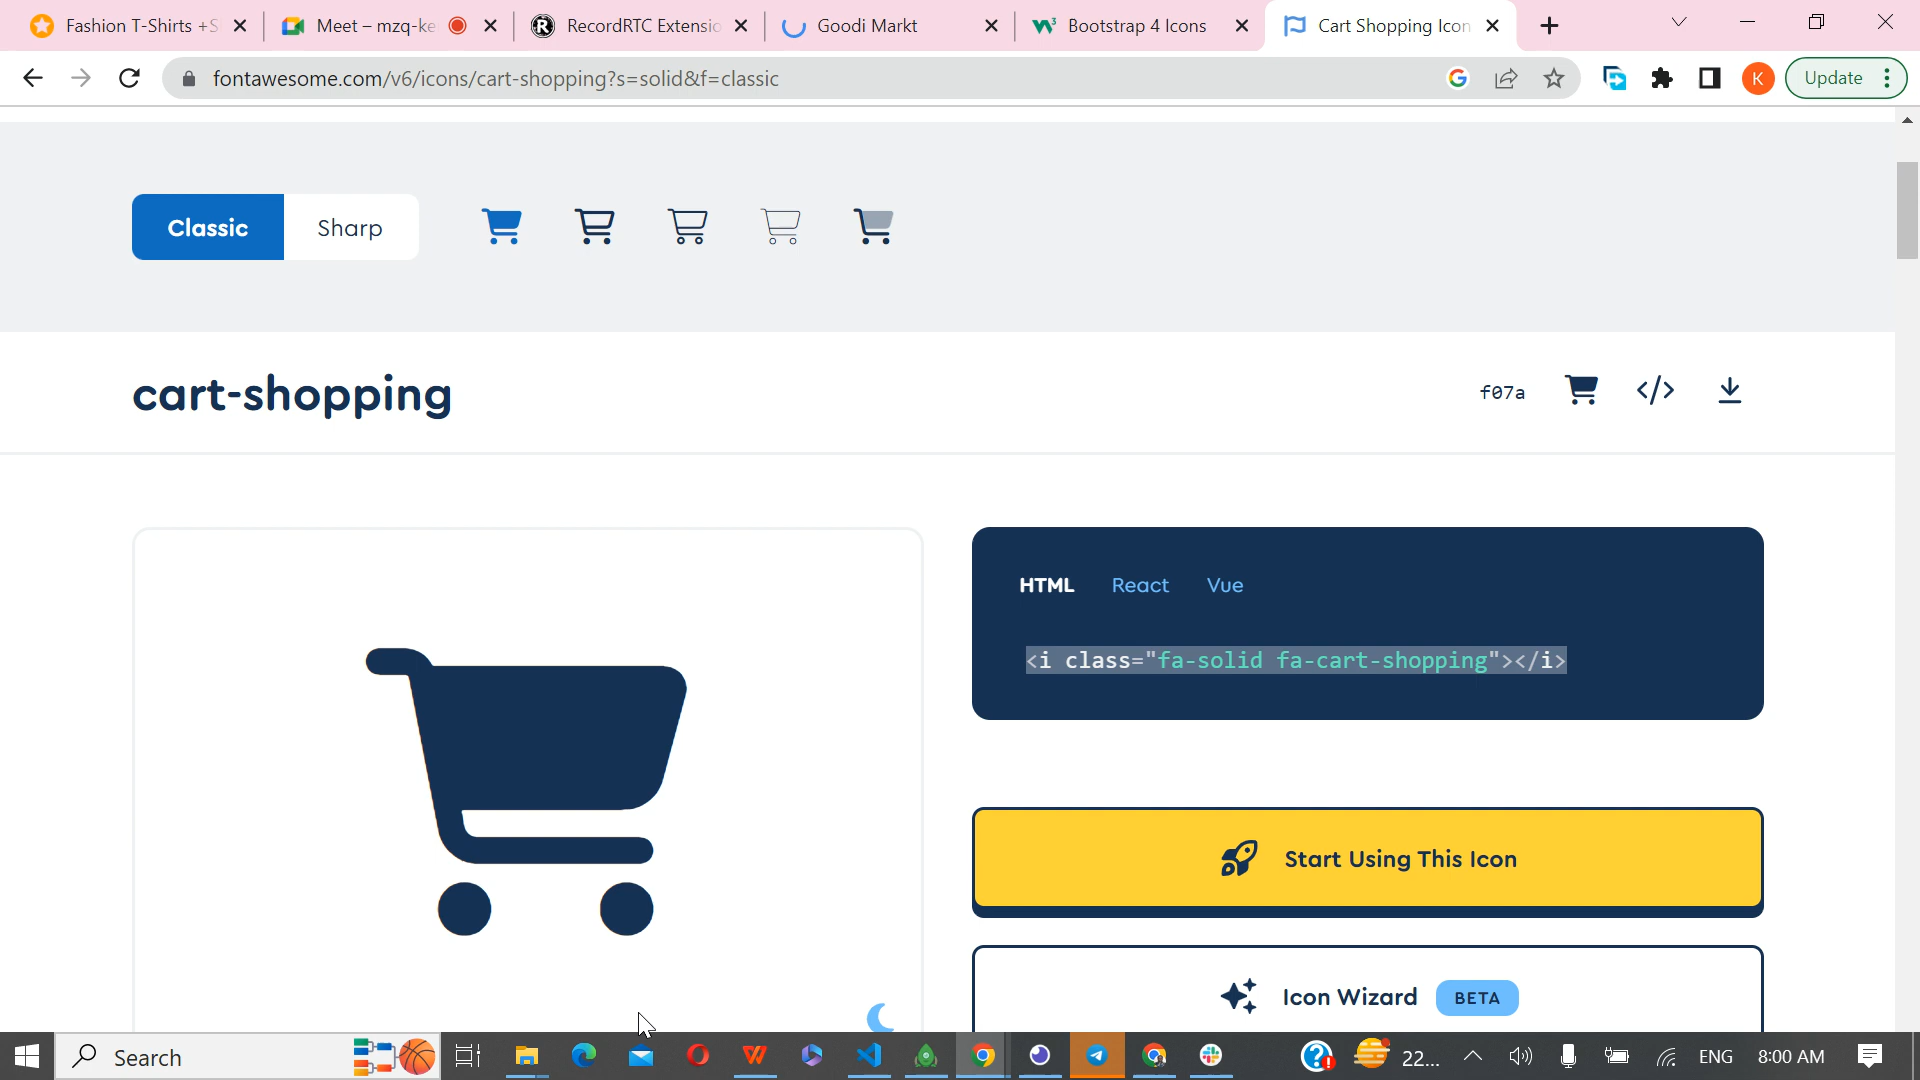 Fashion T-Shirts +S
Meet – mzq-ke
RecordRTC Extensio
Goodi Markt
Bootstrap 4 Icons
Cart Shopping Icon
fontawesome.com/v6/icons/cart-shopping?s=solid&f=classic
K
Update
Classic
Sharp
cart-shopping
f07a
HTML
React
Vue
<i class="fa-solid fa-cart-shopping"></i>
Start Using This Icon
Icon Wizard
BETA
Search
22...
ENG
8:00 AM